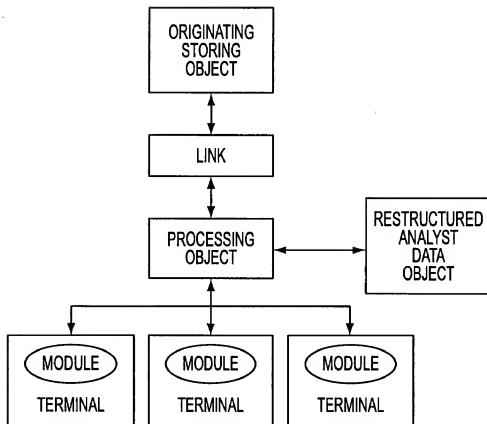 ORIGINATING
STORING
OBJECT
LINK
PROCESSING
OBJECT
RESTRUCTURED
ANALYST
DATA
OBJECT
MODULE
TERMINAL
MODULE
TERMINAL
MODULE
TERMINAL